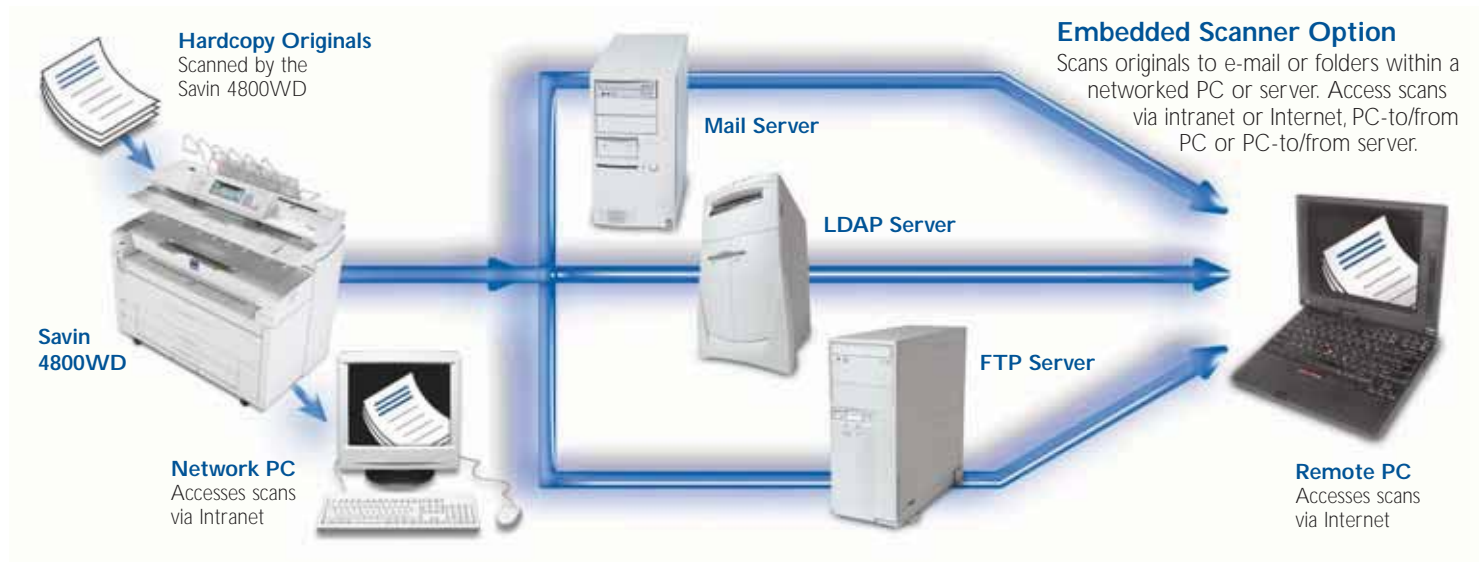 Hardcopy Originals
Scanned by the
Savin 4800WD
Embedded Scanner Option
Scans originals to e-mail or folders within a
networked PC or server. Access scans
via intranet or Internet, PC-to/from
PC or PC-to/from server.
Mail Server
LDAP Server
Savin
4800WD
FTP Server
Network PC
Accesses scans
via Intranet
Remote PC
Accesses scans
via Internet